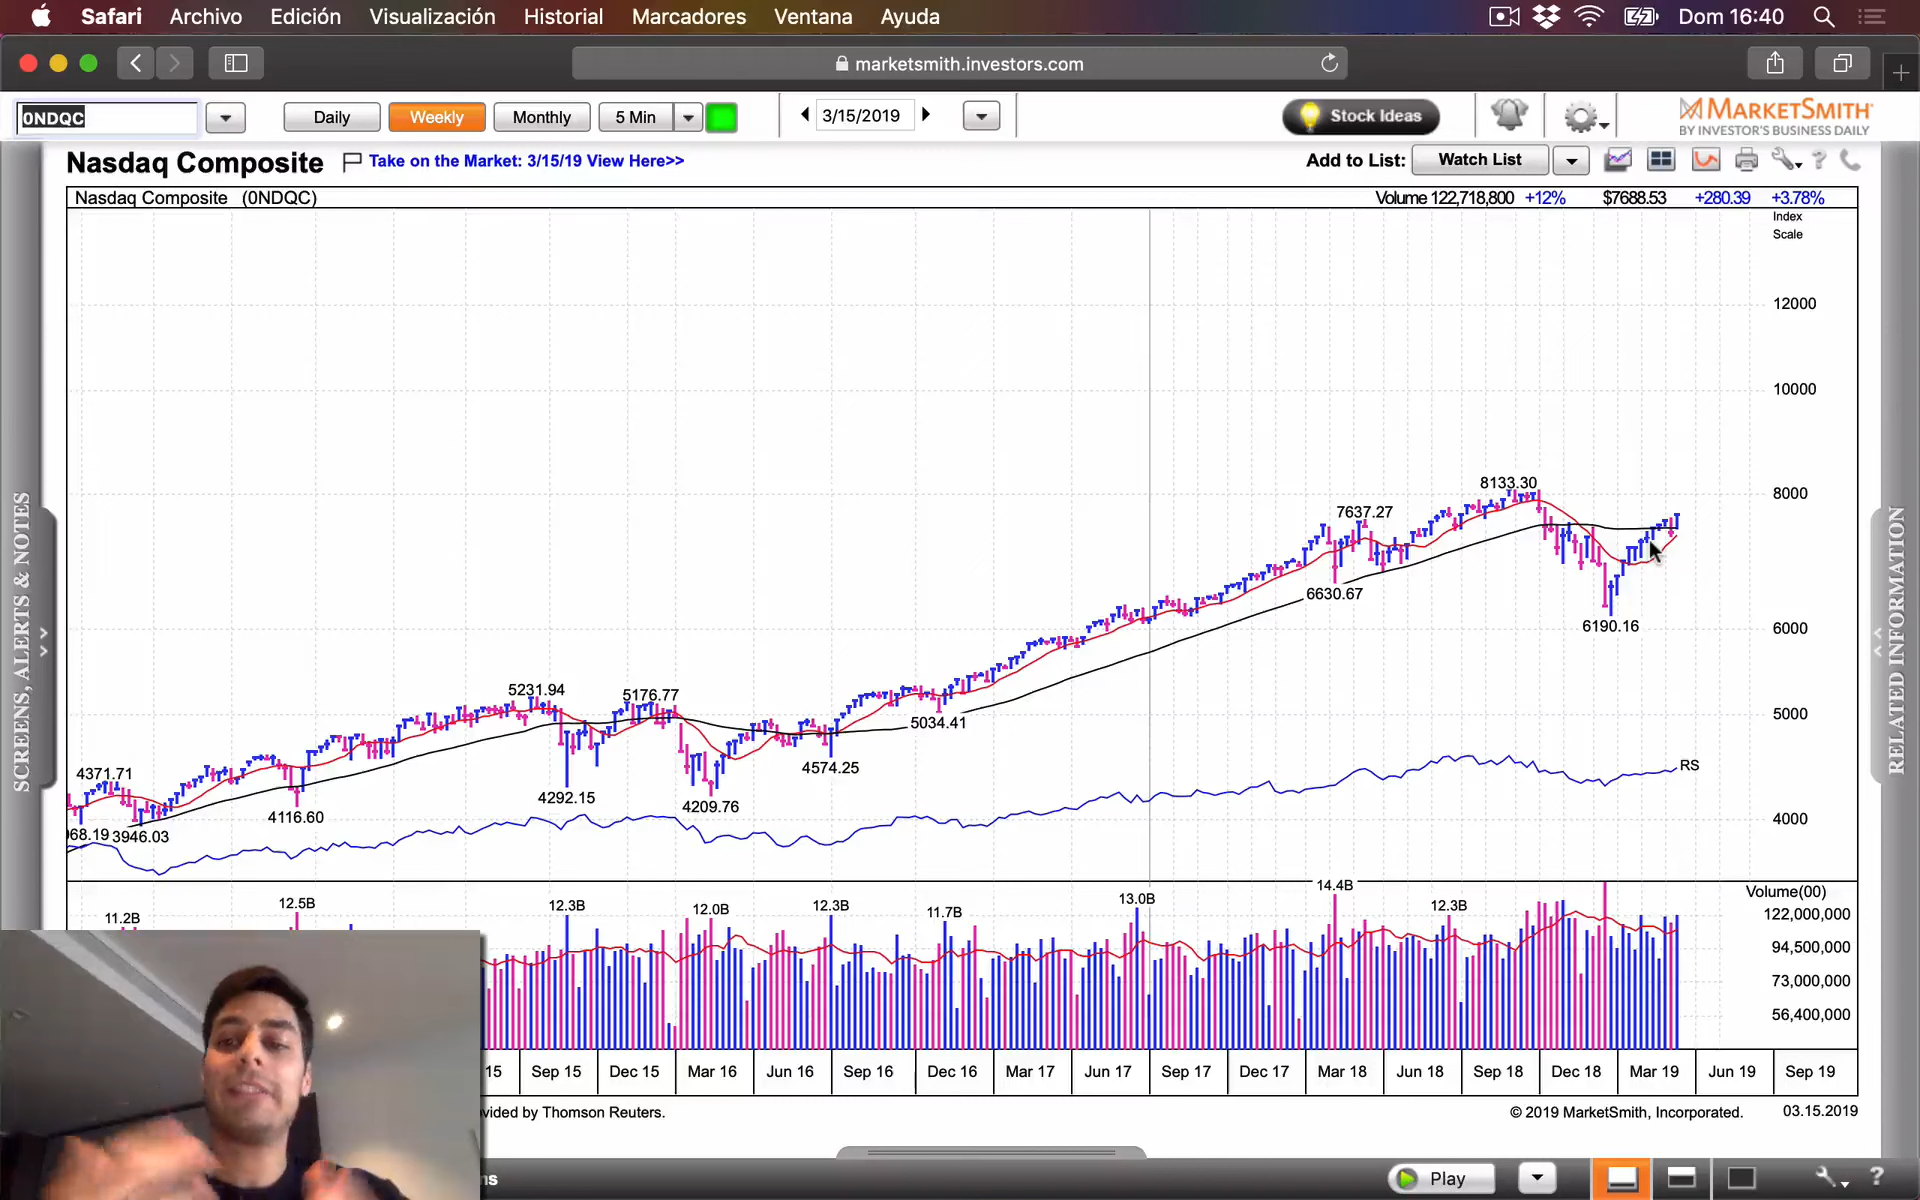 Safari Archivo Edición Visualización Historial Marcadores Ventana Ayuda Dom 16:40
marketsmith.investors.com
0NDQC Daily Weekly Monthly 5 Min 3/15/2019 Stock Ideas MARKETSMITH
BY INVESTOR'S BUSINESS DAILY
Nasdaq Composite Take on the Market: 3/15/19 View Here>> Add to List: Watch List
Nasdaq Composite (0NDQC) Volume 122,718,800 +12% $7688.53 +280.39 +3.78%
Index
Scale
12000
10000
8133.30
8000
7637.27
6630.67
6190.16
6000
5231.94 5176.77
5034.41
5000
4371.71
4574.25
4292.15
4209.76
4116.60
4000
068.19 3946.03
RS
SCREENS, ALERTS & NOTES
RELATED INFORMATION
Volume(00)
11.2B 12.5B 12.3B 12.0B 12.3B 11.7B 13.0B 14.4B 12.3B
122,000,000
94,500,000
73,000,000
56,400,000
15 Sep 15 Dec 15 Mar 16 Jun 16 Sep 16 Dec 16 Mar 17 Jun 17 Sep 17 Dec 17 Mar 18 Jun 18 Sep 18 Dec 18 Mar 19 Jun 19 Sep 19
vided by Thomson Reuters. © 2019 MarketSmith, Incorporated. 03.15.2019
ns Play